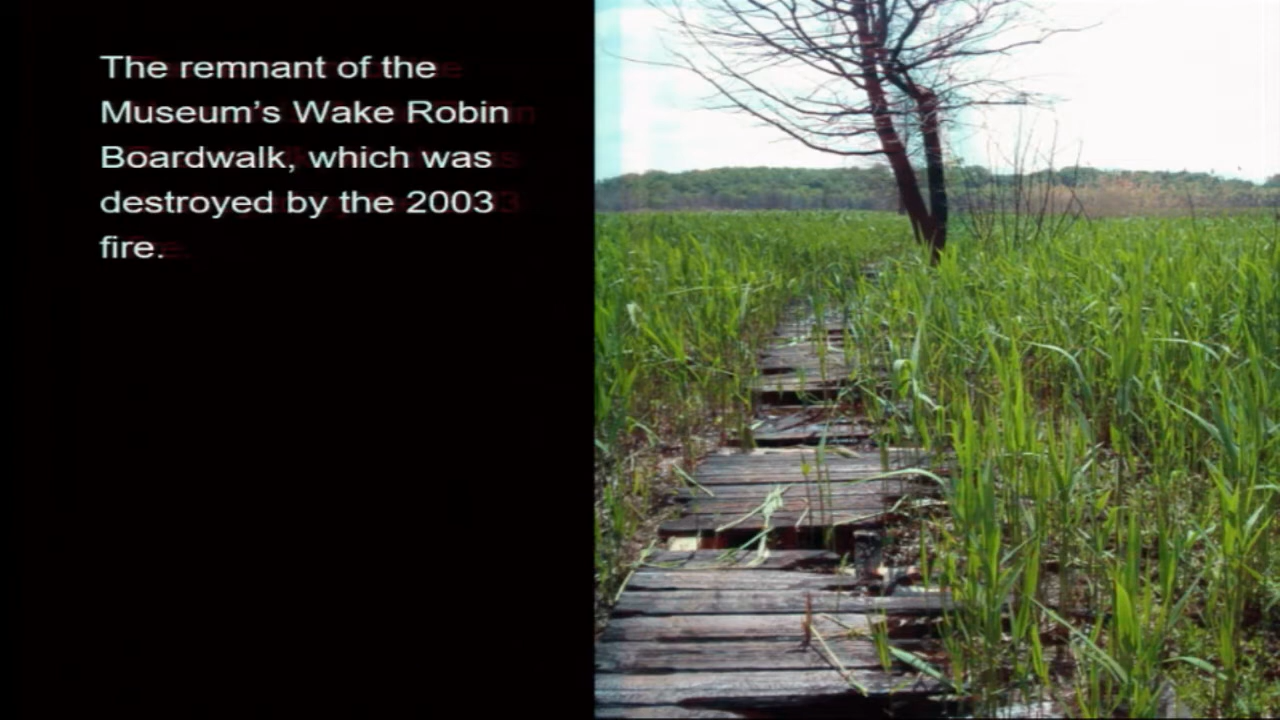 The remnant of the
Museum’s Wake Robin
Boardwalk, which was
destroyed by the 2003
fire.